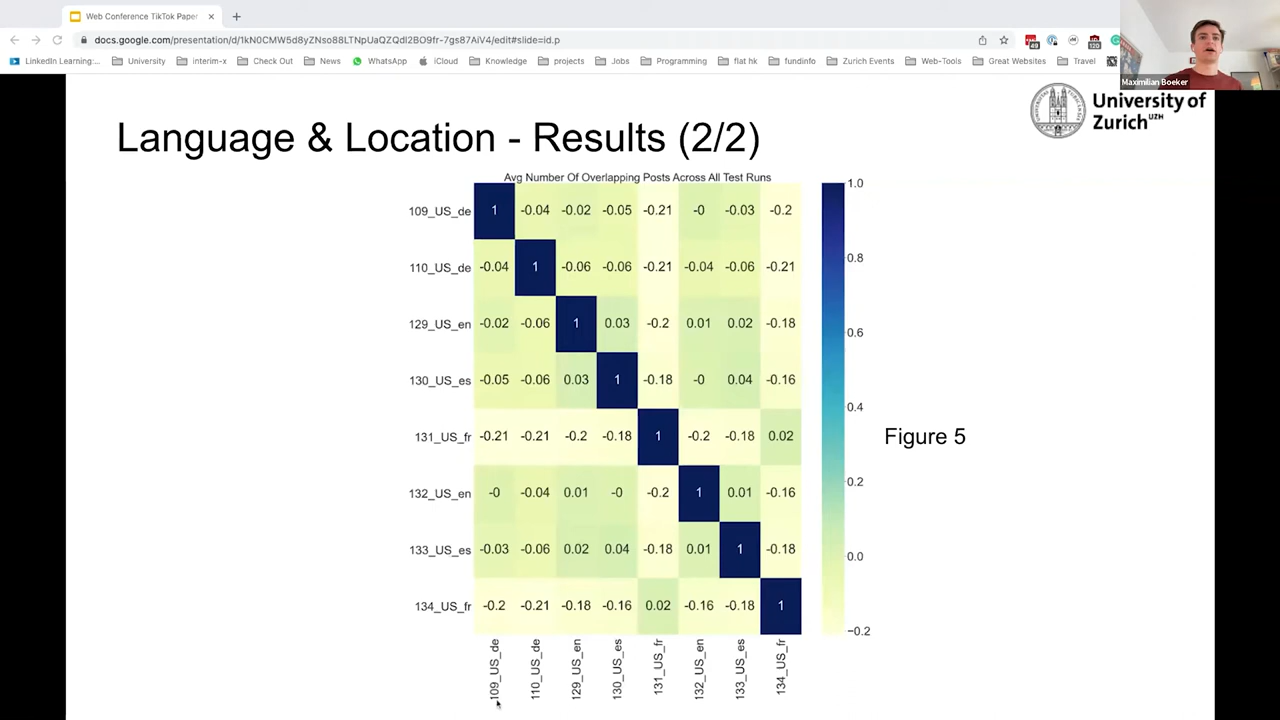 Web Conference TikTok Paper
docs.google.com/presentation/d/1kN0CMW5d8yZNso88LTNpUaQZQdI2BO9fr-7gs87AiV4/edit#slide=id.p
LinkedIn Learning:... University interim-x Check Out News WhatsApp iCloud Knowledge projects Jobs Programming flat hk fundinfo Zurich Events Web-Tools Great Websites Travel
Maximilian Boeker
University of
Zurich UZH
Language & Location - Results (2/2)
Avg Number Of Overlapping Posts Across All Test Runs
109_US_de 1 -0.04 -0.02 -0.05 -0.21 -0 -0.03 -0.2
110_US_de -0.04 1 -0.06 -0.06 -0.21 -0.04 -0.06 -0.21
129_US_en -0.02 -0.06 1 0.03 -0.2 0.01 0.02 -0.18
130_US_es -0.05 -0.06 0.03 1 -0.18 -0 0.04 -0.16
131_US_fr -0.21 -0.21 -0.2 -0.18 1 -0.2 -0.18 0.02
132_US_en -0 -0.04 0.01 -0 -0.2 1 0.01 -0.16
133_US_es -0.03 -0.06 0.02 0.04 -0.18 0.01 1 -0.18
134_US_fr -0.2 -0.21 -0.18 -0.16 0.02 -0.16 -0.18 1
109_US_de 110_US_de 129_US_en 130_US_es 131_US_fr 132_US_en 133_US_es 134_US_fr
1.0
0.8
0.6
0.4
0.2
0.0
−0.2
Figure 5